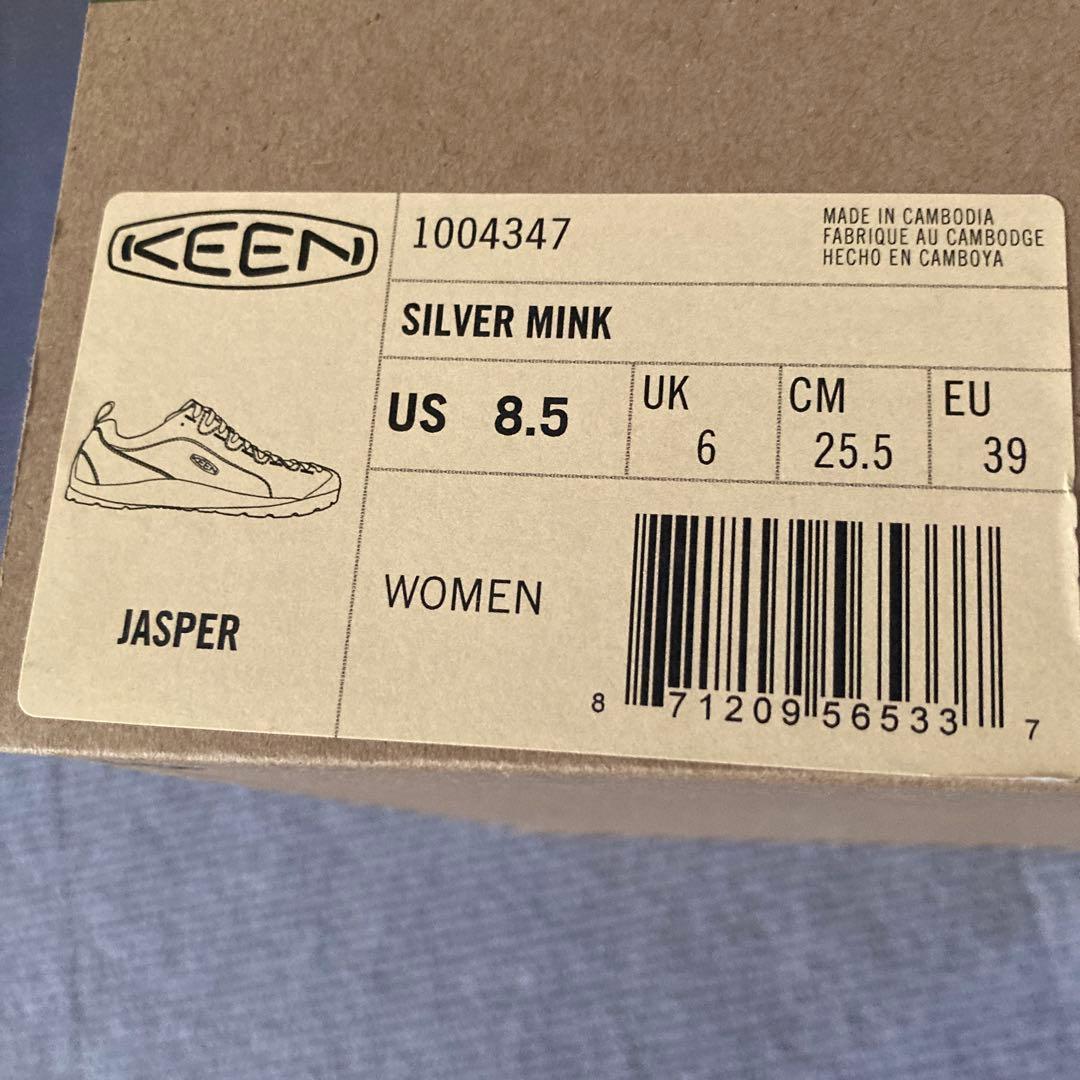 KEEN
1004347
MADE IN CAMBODIA
FABRIQUE AU CAMBODGE
HECHO EN CAMBOYA
SILVER MINK
US 8.5
UK 6
CM 25.5
EU 39
KEEN
JASPER
WOMEN
8 71209 56533 7